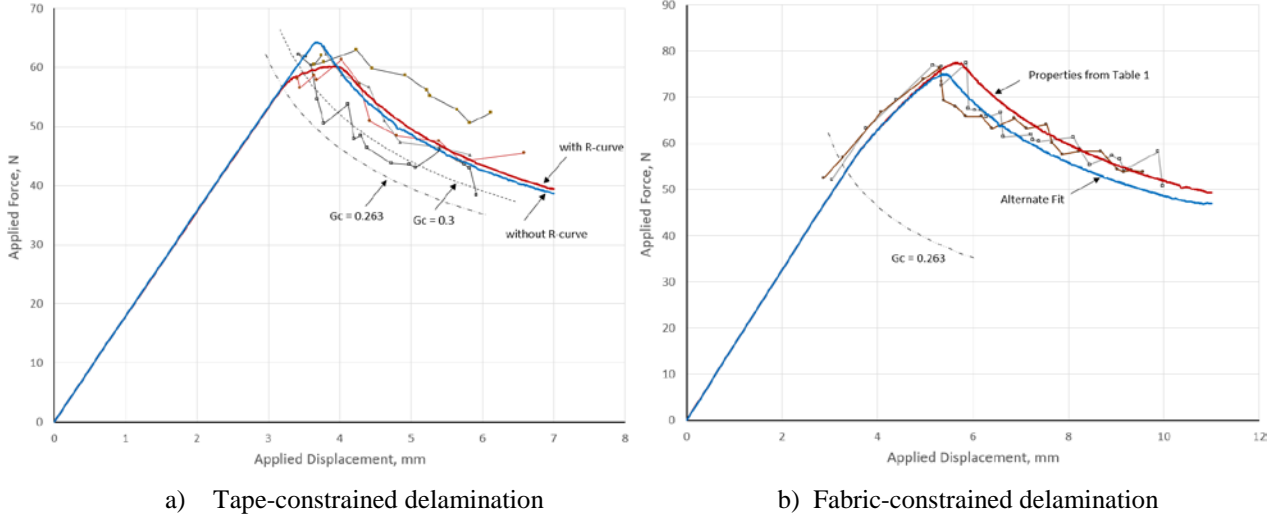 70
60
50
40
30
20
10
0
0 1 2 3 4 5 6 7 8
Applied Force, N
Applied Displacement, mm
with R-curve
Gc = 0.263
Gc = 0.3
without R-curve
a) Tape-constrained delamination
90
80
70
60
50
40
30
20
10
0
0 2 4 6 8 10 12
Applied Force, N
Applied Displacement, mm
Properties from Table 1
Alternate Fit
Gc = 0.263
b) Fabric-constrained delamination